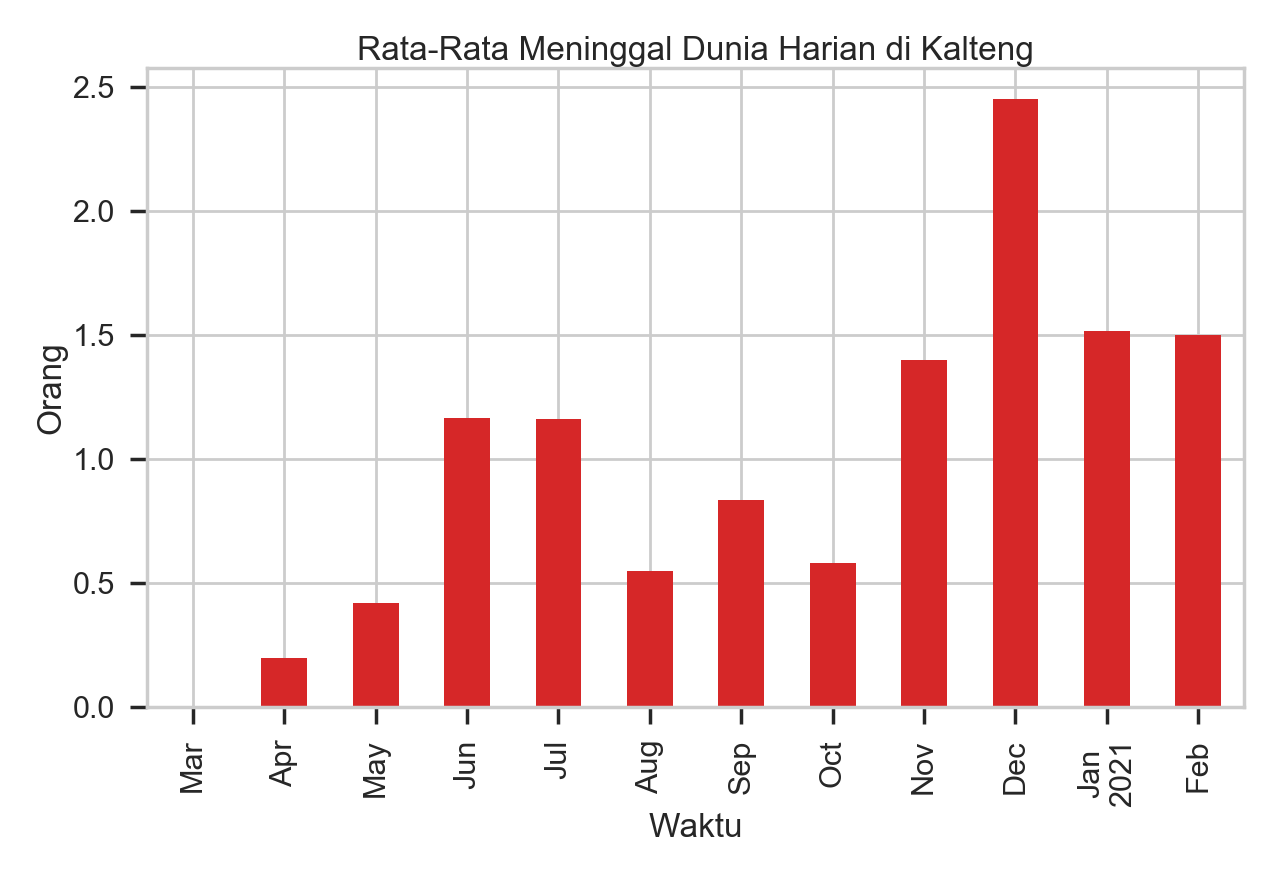 Rata-Rata Meninggal Dunia Harian di Kalteng
2.5
2.0
1.5
1.0
0.5
0.0
Orang
Mar
Apr
May
Jun
Jul
Aug
Sep
Oct
Nov
Dec
Jan
2021
Feb
Waktu